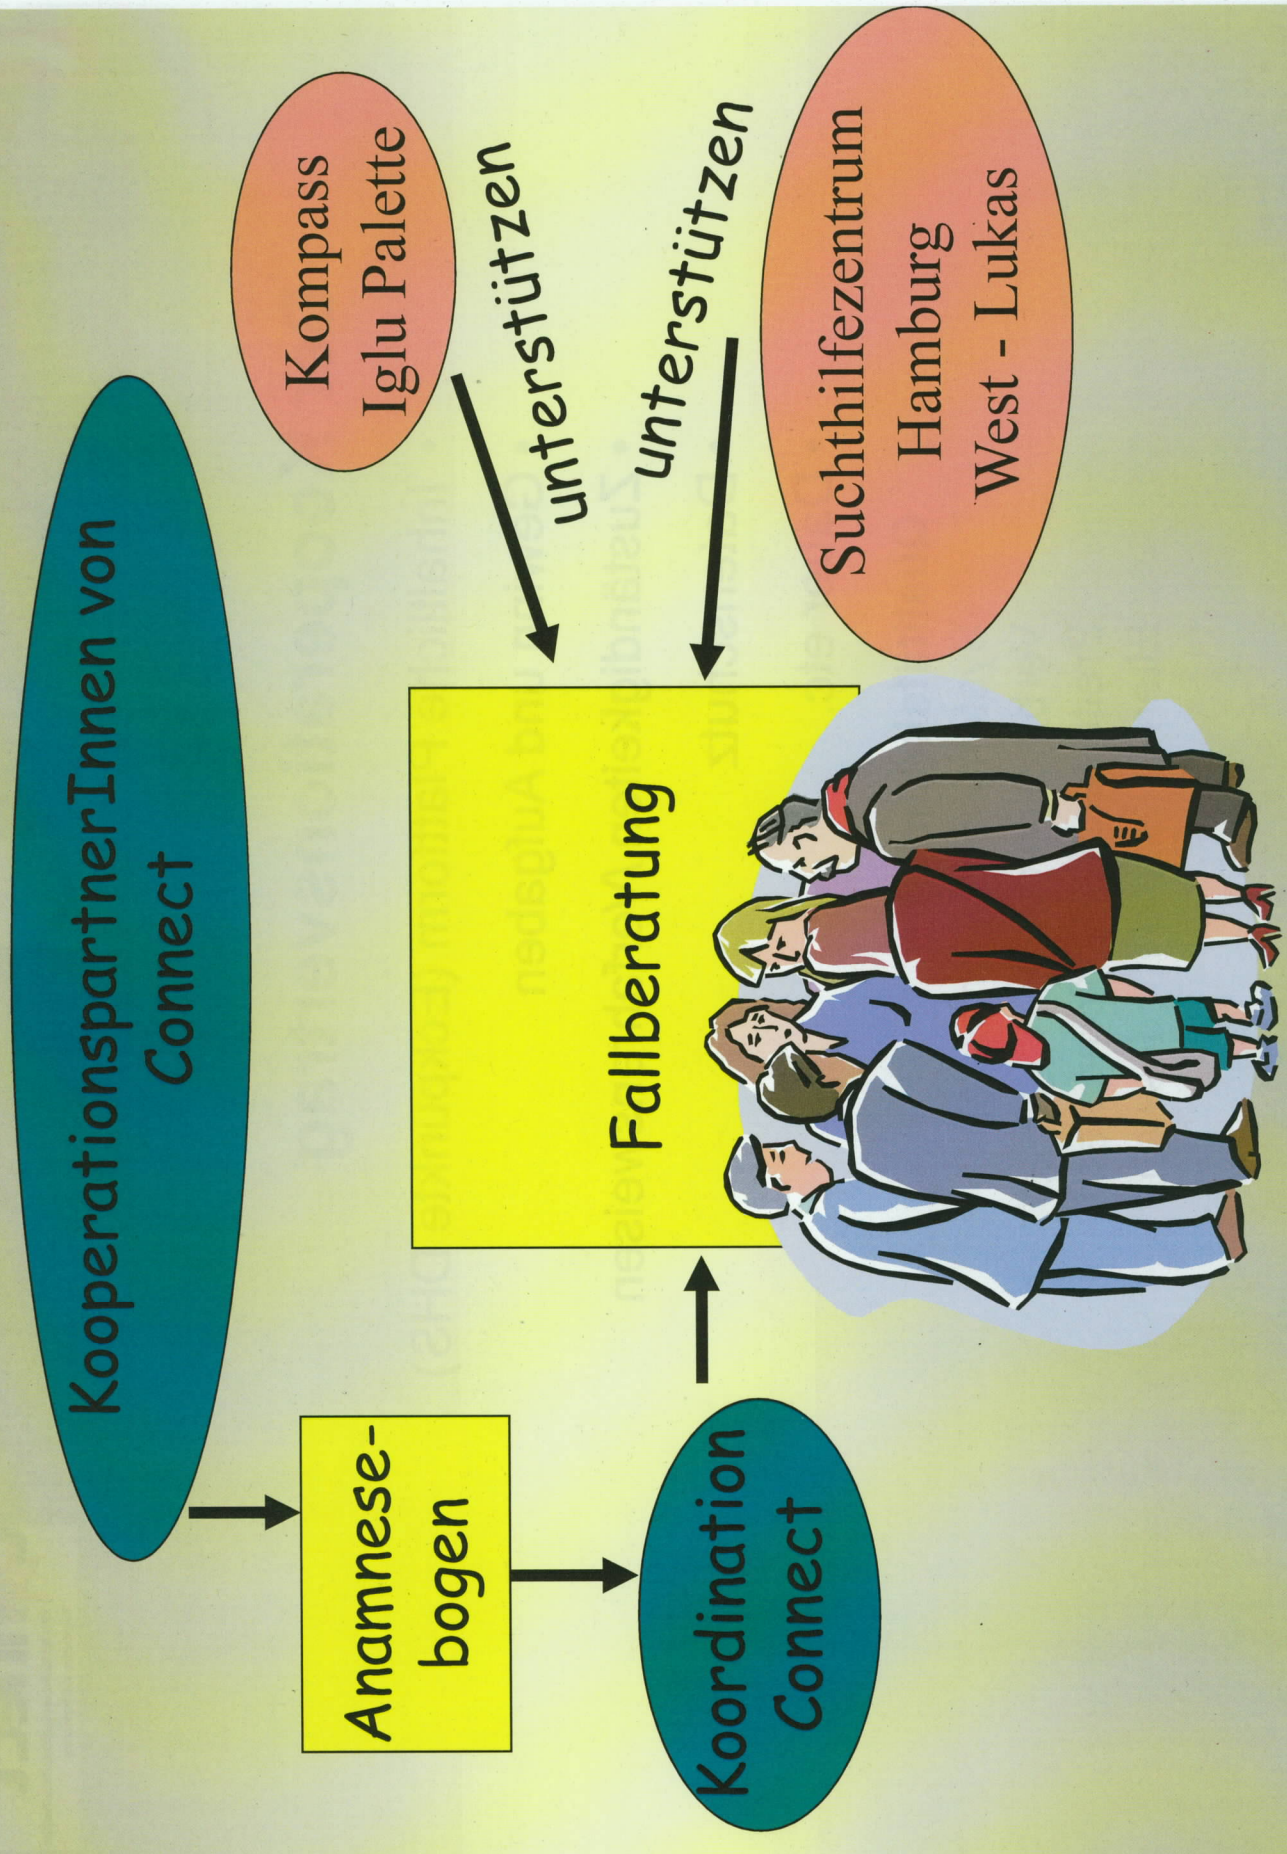 KooperationspartnerInnen von
Connect
Anamnese-
bogen
Koordination
Connect
Fallberatung
Kompass
Iglu Palette
unterstützen
unterstützen
Suchthilfezentrum
Hamburg
West - Lukas